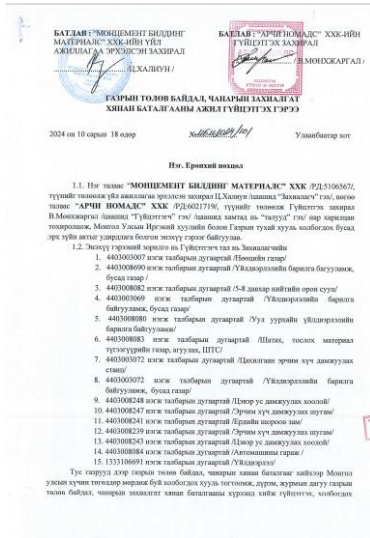 БАТЛАВ : "МОНЦЕМЕНТ БИЛДИНГ
МАТЕРИАЛС" ХХК-ИЙН ҮЙЛ
АЖИЛЛАГАА ЭРХЭЛСЭН ЗАХИРАЛ
/Ц.ХАЛИУН /
БАТЛАВ : "АРЧИ НОМАДС" ХХК-ИЙН
ГҮЙЦЭТГЭХ ЗАХИРАЛ
/ В.МӨНХЖАРГАЛ /
ГАЗРЫН ТӨЛӨВ БАЙДАЛ, ЧАНАРЫН ЗАХИАЛГАТ
ХЯНАН БАТАЛГААНЫ АЖИЛ ГҮЙЦЭТГЭХ ГЭРЭЭ
2024 он 10 сарын 18 өдөр № Улаанбаатар хот
Нэг. Ерөнхий нөхцөл
1.1. Нэг талаас "МОНЦЕМЕНТ БИЛДИНГ МАТЕРИАЛС" ХХК /РД:5106567/,
түүнийг төлөөлж үйл ажиллагаа эрхэлсэн захирал Ц.Халиун /цаашид "Захиалагч" гэх/, нөгөө
талаас "АРЧИ НОМАДС" ХХК /РД:6021719/, түүнийг төлөөлж Гүйцэтгэх захирал
В.Мөнхжаргал /цаашид "Гүйцэтгэгч" гэх/ /цаашид хамтад нь "талууд" гэх/ нар харилцан
тохиролцож, Монгол Улсын Иргэний хуулийн болон Газрын тухай хууль холбогдох бусад
эрх зүйн актыг удирдлага болгон энэхүү гэрээг байгуулав.
1.2. Энэхүү гэрээний зорилго нь Гүйцэтгэгч тал нь Захиалагчийн
1. 4403003007 нэгж талбарын дугаартай /Нөөцийн газар/
2. 4403008690 нэгж талбарын дугаартай /Үйлдвэрлэлийн барилга байгууламж,
бусад газар /
3. 4403008082 нэгж талбарын дугаартай /5-8 давхар нийтийн орон сууц/
4. 4403003069 нэгж талбарын дугаартай /Үйлдвэрлэлийн барилга
байгууламж, бусад газар/
5. 4403008080 нэгж талбарын дугаартай /Уул уурхайн үйлдвэрлэлийн
барилга байгууламж/
6. 4403008083 нэгж талбарын дугаартай /Шатах, тослох материал
түгээгүүрийн газар, агуулах, ШТС/
7. 4403003072 нэгж талбарын дугаартай /Цахилгаан эрчим хүч дамжуулах
станц/
8. 4403003072 нэгж талбарын дугаартай /Үйлдвэрлэлийн барилга
байгууламж, бусад газар/
9. 4403008248 нэгж талбарын дугаартай /Цэвэр ус дамжуулах хоолой/
10. 4403008247 нэгж талбарын дугаартай /Эрчим хүч дамжуулах шугам/
11. 4403008241 нэгж талбарын дугаартай /Ердийн шороон зам/
12. 4403008239 нэгж талбарын дугаартай /Эрчим хүч дамжуулах шугам/
13. 4403008243 нэгж талбарын дугаартай /Цэвэр ус дамжуулах хоолой/
14. 4403008084 нэгж талбарын дугаартай /Автомашины гараж /
15. 1333106691 нэгж талбарын дугаартай /Үйлдвэрлэл/
Тус газрууд дээр газрын төлөв байдал, чанарын хянан баталгааг хийхээр Монгол
улсын хүчин төгөлдөр мөрдөж буй холбогдох хууль тогтоомж, дүрэм, журмын дагуу газрын
төлөв байдал, чанарын захиалгат хянан баталгааны хүрээнд хийж гүйцэтгэх, холбогдох